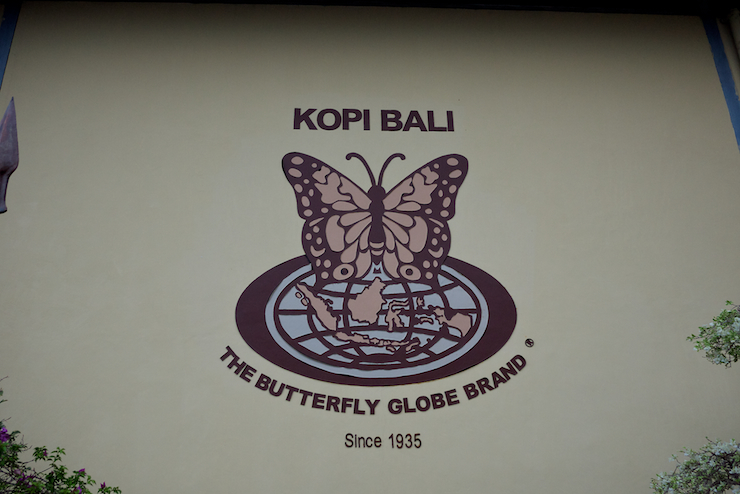 KOPI BALI
THE BUTTERFLY GLOBE BRAND ®
Since 1935